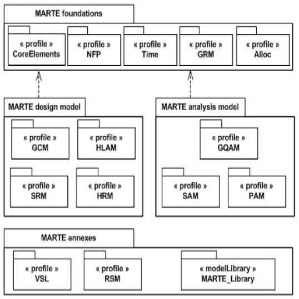 MARTE foundations
« profile » « profile » « profile » « profile » « profile »
CoreElements NFP Time GRM Alloc
MARTE design model MARTE analysis model
« profile » « profile » « profile »
GCM HLAM GQAM
« profile » « profile » « profile » « profile »
SRM HRM SAM PAM
MARTE annexes
« profile » « profile » « modelLibrary »
VSL RSM MARTE_Library